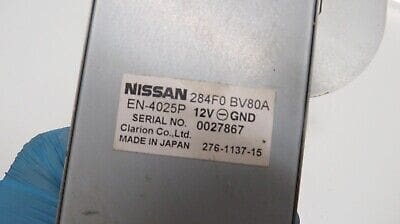 NISSAN 284F0 BV80A
EN-4025P 12V⊖GND
SERIAL NO. 0027867
Clarion Co.,Ltd.
MADE IN JAPAN 276-1137-15